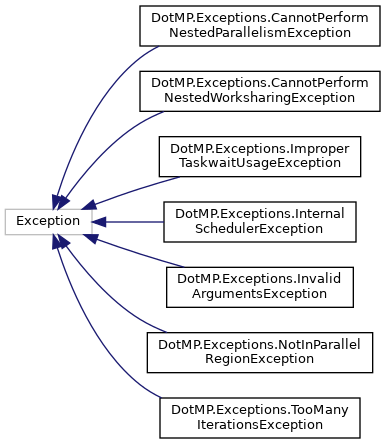 DotMP.Exceptions.CannotPerform
NestedParallelismException
DotMP.Exceptions.CannotPerform
NestedWorksharingException
DotMP.Exceptions.Improper
TaskwaitUsageException
Exception
DotMP.Exceptions.Internal
SchedulerException
DotMP.Exceptions.Invalid
ArgumentsException
DotMP.Exceptions.NotInParallel
RegionException
DotMP.Exceptions.TooMany
IterationsException